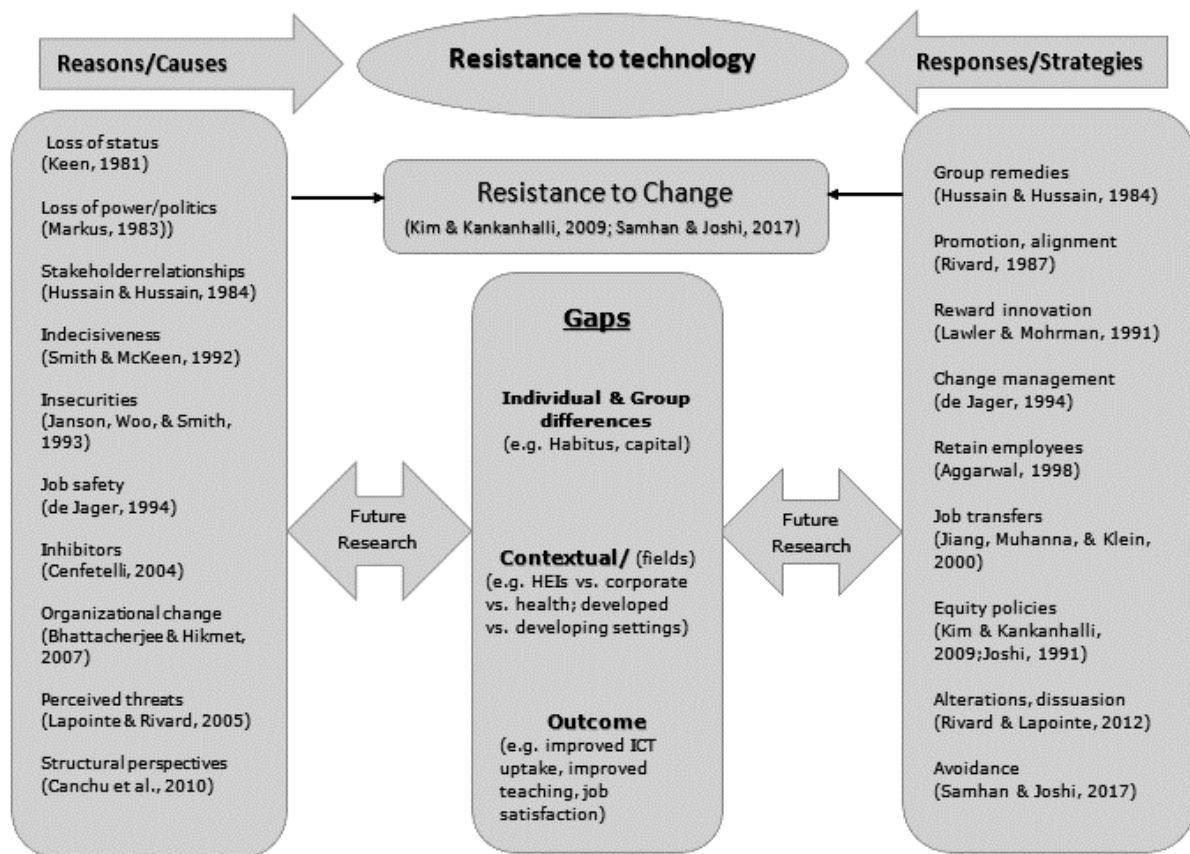 Reasons/Causes
Resistance to technology
Responses/Strategies
Loss of status
(Keen, 1981)
Loss of power/politics
(Markus, 1983))
Stakeholder relationships
(Hussain & Hussain, 1984)
Indecisiveness
(Smith & McKeen, 1992)
Insecurities
(Janson, Woo, & Smith,
1993)
Job safety
(de Jager, 1994)
Inhibitors
(Cenfetelli, 2004)
Organizational change
(Bhattacherjee & Hikmet,
2007)
Perceived threats
(Lapointe & Rivard, 2005)
Structural perspectives
(Canchu et al., 2010)
Resistance to Change
(Kim & Kankanhalli, 2009; Samhan & Joshi, 2017)
Future
Research
Gaps
Individual & Group
differences
(e.g. Habitus, capital)
Contextual/ (fields)
(e.g. HEIs vs. corporate
vs. health; developed
vs. developing settings)
Outcome
(e.g. improved ICT
uptake, improved
teaching, job
satisfaction)
Future
Research
Group remedies
(Hussain & Hussain, 1984)
Promotion, alignment
(Rivard, 1987)
Reward innovation
(Lawler & Mohrman, 1991)
Change management
(de Jager, 1994)
Retain employees
(Aggarwal, 1998)
Job transfers
(Jiang, Muhanna, & Klein,
2000)
Equity policies
(Kim & Kankanhalli,
2009;Joshi, 1991)
Alterations, dissuasion
(Rivard & Lapointe, 2012)
Avoidance
(Samhan & Joshi, 2017)